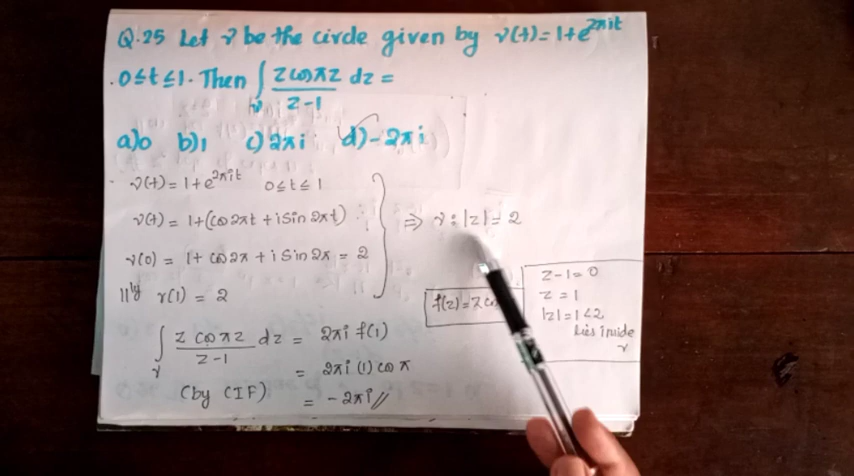 Q.25 Let γ be the circle given by γ(t)=1+e^{2πit}
0≤t≤1. Then ∫_γ z cos πz / z-1 dz =
a) 0 b) 1 c) 2πi d) -2πi
γ(t)=1+e^{2πit} 0≤t≤1
γ(t) = 1+(cos 2πt + i sin 2πt)
γ(0) = 1+ cos 2π + i sin 2π = 2
|||ly γ(1) = 2
⇒ γ : |z| = 2
f(z)=z
z-1=0
z=1
|z|=1<2
Lies inside
γ
∫_γ z cos πz / z-1 dz = 2πi f(1)
= 2πi (1) cos π
(by CIF) = -2πi//